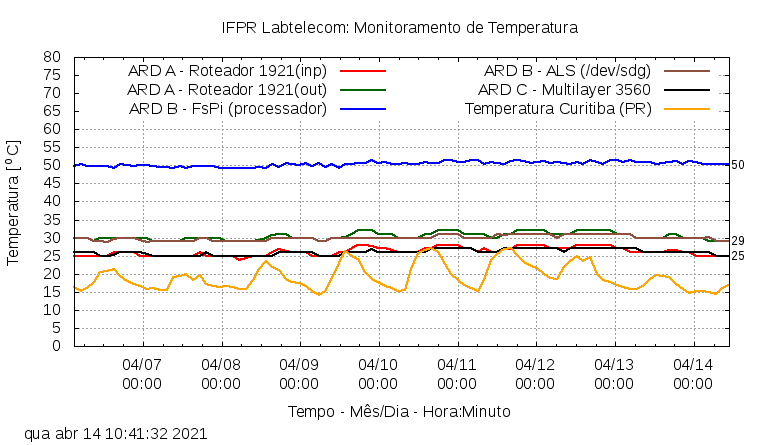 IFPR Labtelecom: Monitoramento de Temperatura
Temperatura [ºC]
80
75
70
65
60
55
50
45
40
35
30
25
20
15
10
5
0
ARD A - Roteador 1921(inp)
ARD A - Roteador 1921(out)
ARD B - FsPi (processador)
ARD B - ALS (/dev/sdg)
ARD C - Multilayer 3560
Temperatura Curitiba (PR)
50
29
25
04/07 04/08 04/09 04/10 04/11 04/12 04/13 04/14
00:00 00:00 00:00 00:00 00:00 00:00 00:00 00:00
Tempo - Mês/Dia - Hora:Minuto
qua abr 14 10:41:32 2021